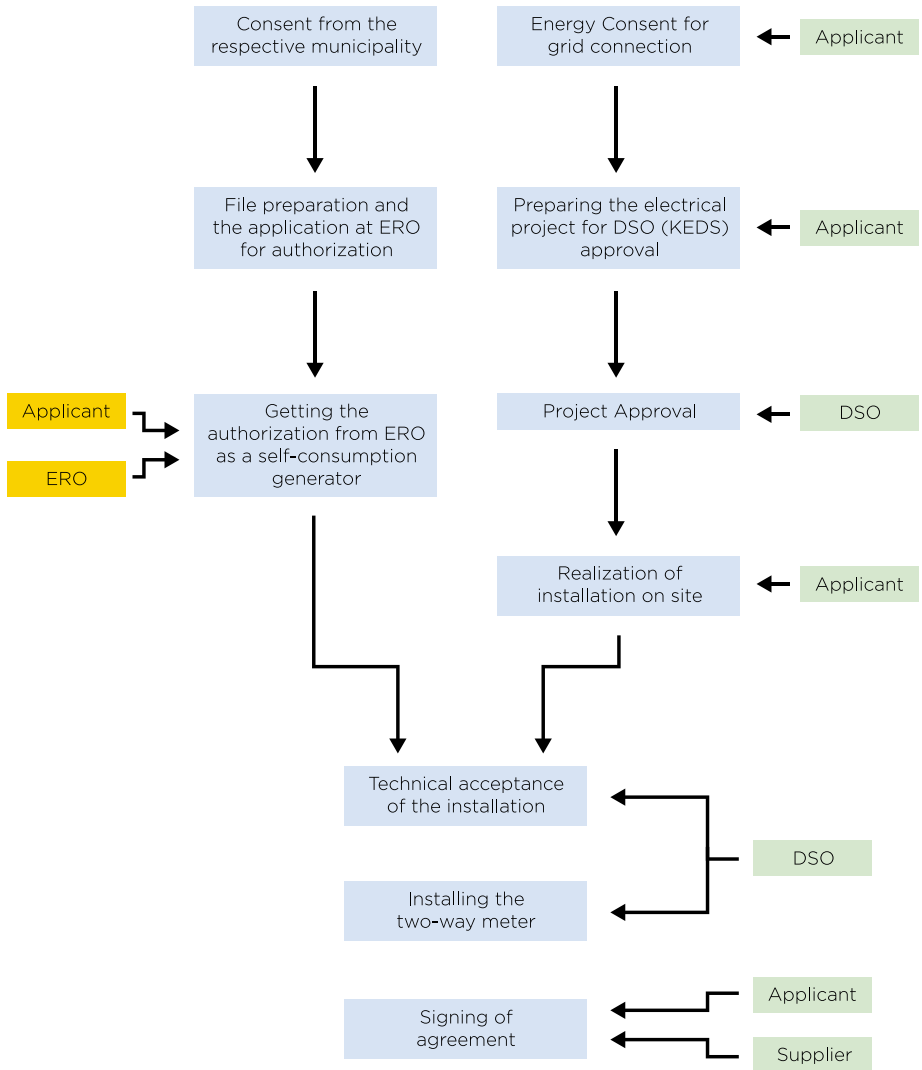 Consent from the
respective municipality
Energy Consent for
grid connection
Applicant
File preparation and
the application at ERO
for authorization
Preparing the electrical
project for DSO (KEDS)
approval
Applicant
Applicant
ERO
Getting the
authorization from ERO
as a self-consumption
generator
Project Approval
DSO
Realization of
installation on site
Applicant
Technical acceptance
of the installation
DSO
Installing the
two-way meter
Signing of
agreement
Applicant
Supplier